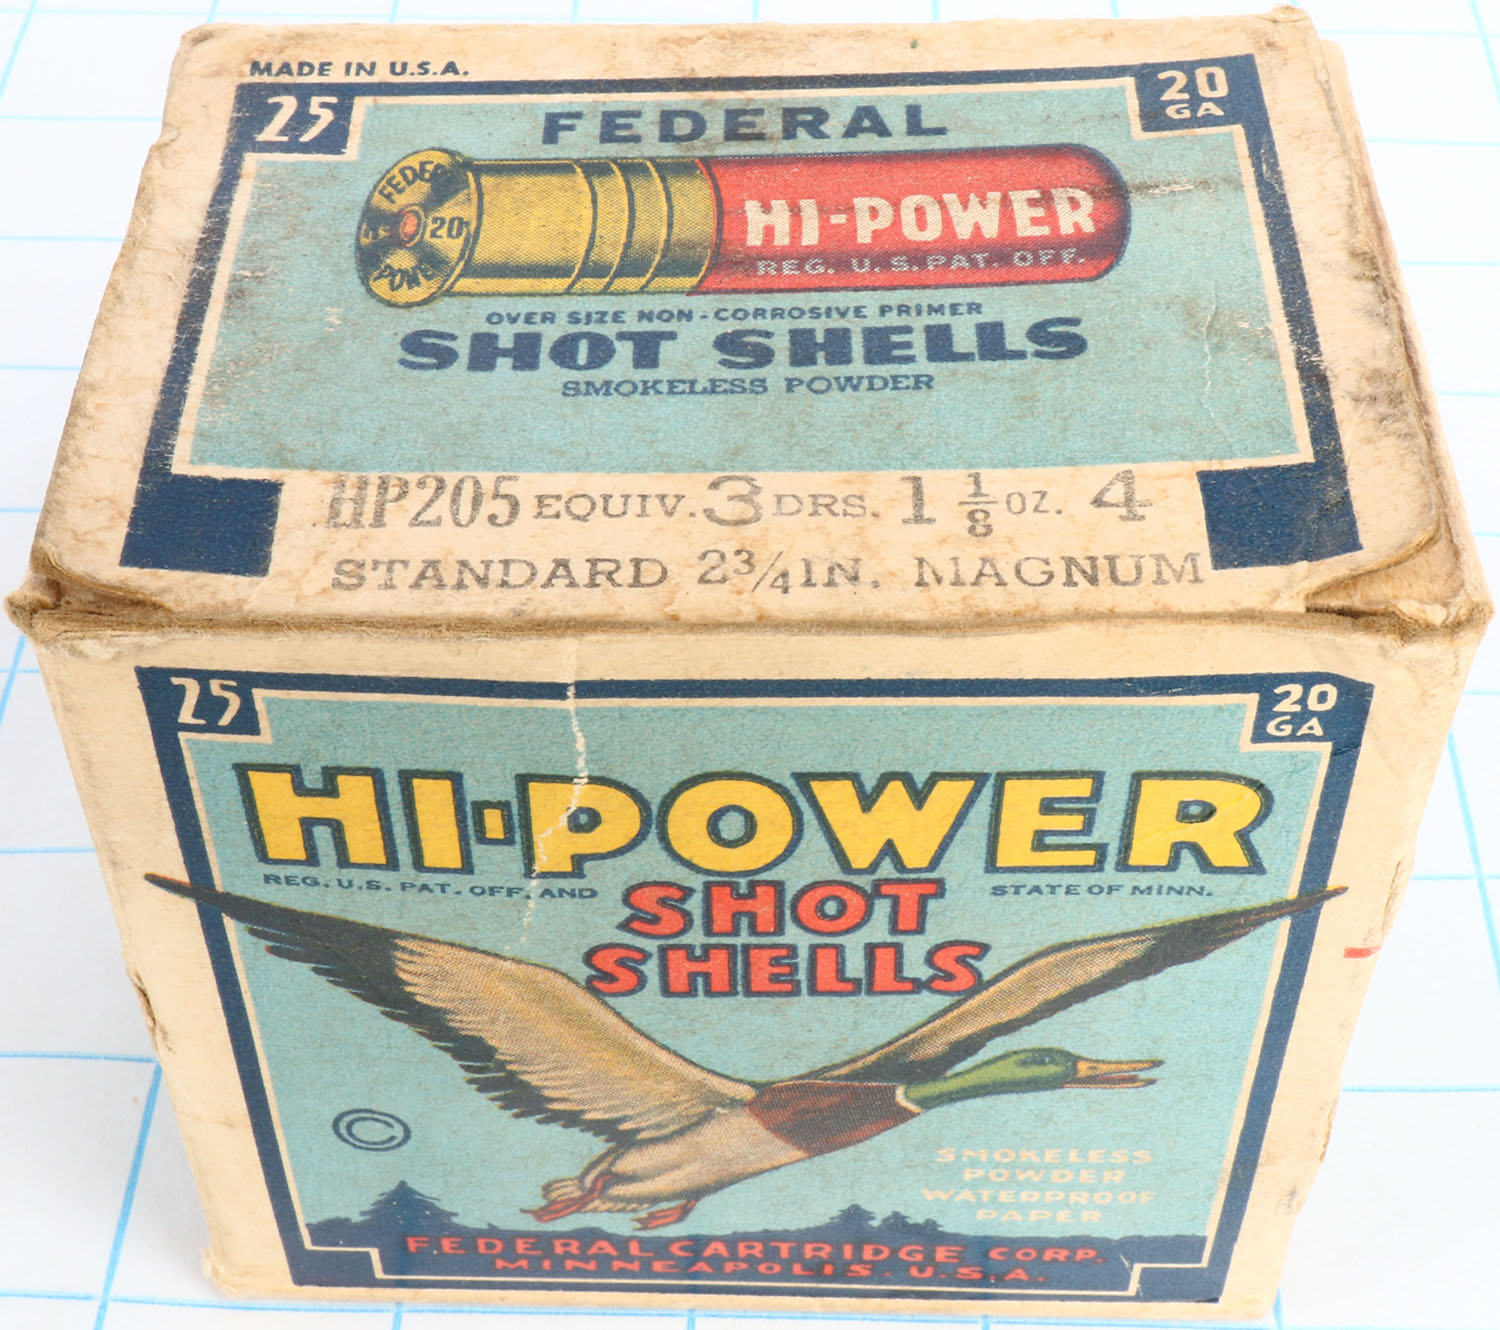 MADE IN U.S.A.
25
20
GA
FEDERAL
FEDERAL
20
POWER
HI-POWER
REG. U.S. PAT. OFF.
OVER SIZE NON-CORROSIVE PRIMER
SHOT SHELLS
SMOKELESS POWDER
HP205 EQUIV. 3 DRS. 1 1/8 OZ. 4
STANDARD 2 3/4 IN. MAGNUM
25
20
GA
HI-POWER
REG. U.S. PAT. OFF. AND STATE OF MINN.
SHOT
SHELLS
©
SMOKELESS
POWDER
WATERPROOF
PAPER
FEDERAL CARTRIDGE CORP.
MINNEAPOLIS. U.S.A.